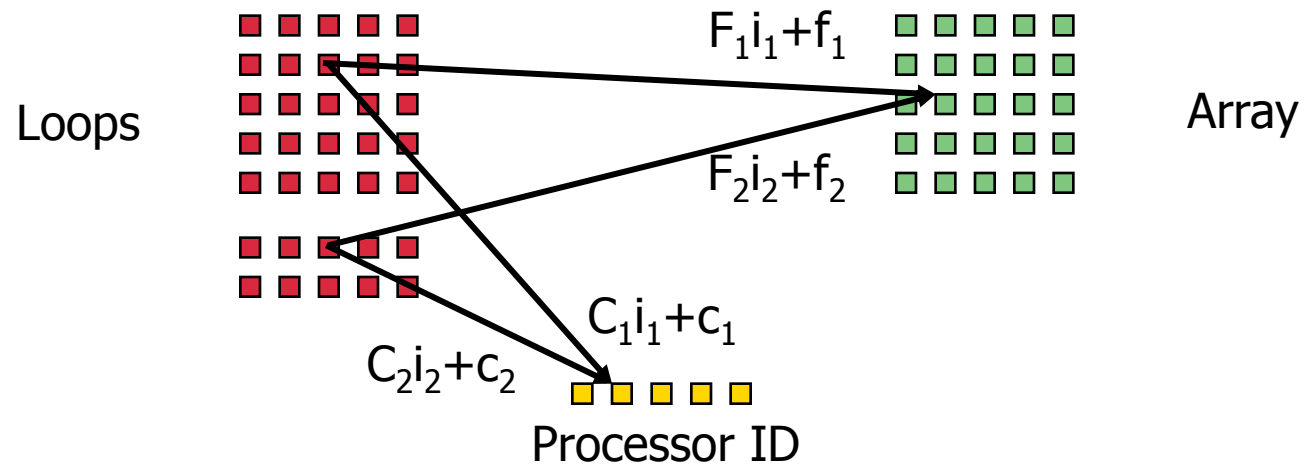 F₁i₁+f₁
Loops
Array
F₂i₂+f₂
C₁i₁+c₁
C₂i₂+c₂
Processor ID